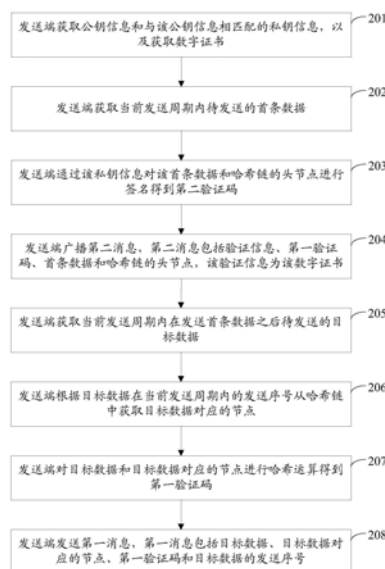 发送端获取公钥信息和与该公钥信息相匹配的私钥信息，以
及获取数字证书
201
发送端获取当前发送周期内待发送的首条数据
202
发送端通过该私钥信息对该首条数据和哈希链的头节点进行
签名得到第二验证码
203
发送端广播第二消息，第二消息包括验证信息、第一验证
码、首条数据和哈希链的头节点，该验证信息为该数字证书
204
发送端获取当前发送周期内在发送首条数据之后待发送的目
标数据
205
发送端根据目标数据在当前发送周期内的发送序号从哈希链
中获取目标数据对应的节点
206
发送端对目标数据和目标数据对应的节点进行哈希运算得到
第一验证码
207
发送端发送第一消息，第一消息包括目标数据、目标数据对
应的节点、第一验证码和目标数据的发送序号
208